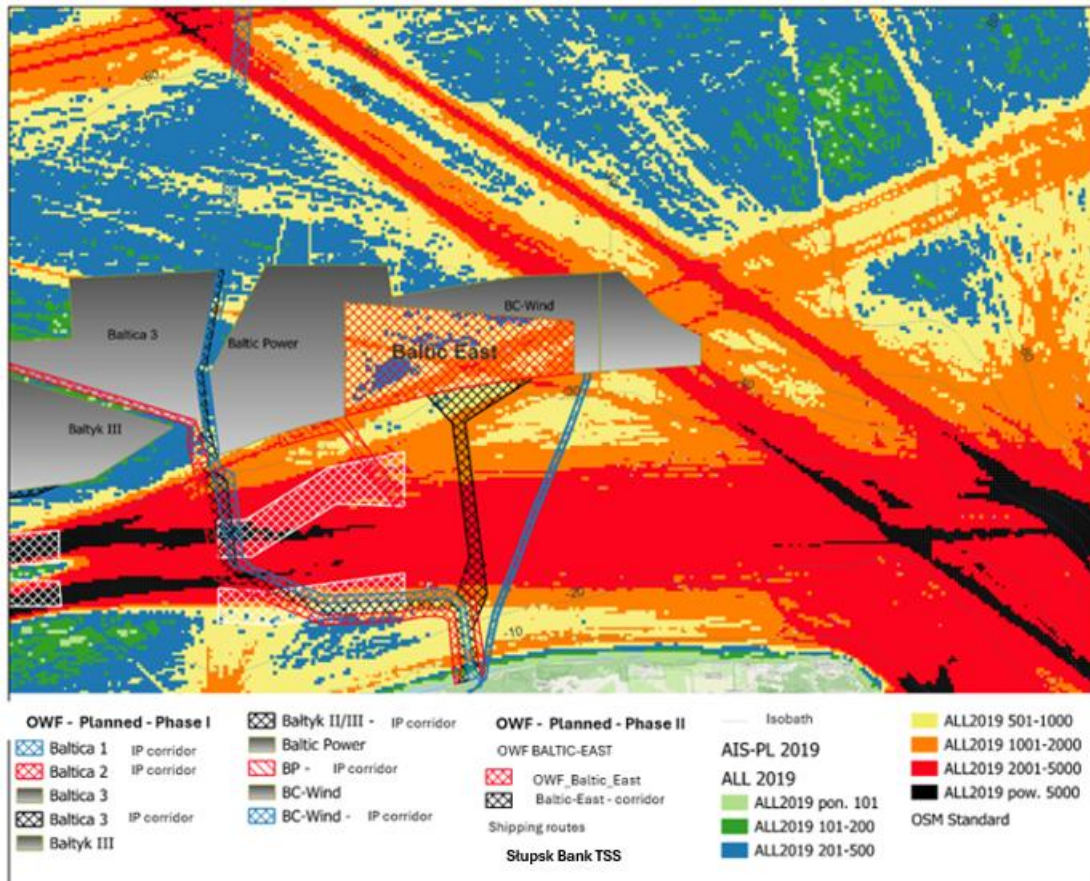 BC-Wind
Baltica 3
Baltic Power
Baltic East
Bałtyk III
-20
-10
OWF - Planned - Phase I
Baltica 1 IP corridor
Baltica 2 IP corridor
Baltica 3
Baltica 3 IP corridor
Bałtyk III
Bałtyk II/III - IP corridor
Baltic Power
BP - IP corridor
BC-Wind
BC-Wind - IP corridor
OWF - Planned - Phase II
OWF BALTIC-EAST
OWF_Baltic_East
Baltic-East - corridor
Shipping routes
Słupsk Bank TSS
Isobath
AIS-PL 2019
ALL 2019
ALL2019 pon. 101
ALL2019 101-200
ALL2019 201-500
ALL2019 501-1000
ALL2019 1001-2000
ALL2019 2001-5000
ALL2019 pow. 5000
OSM Standard